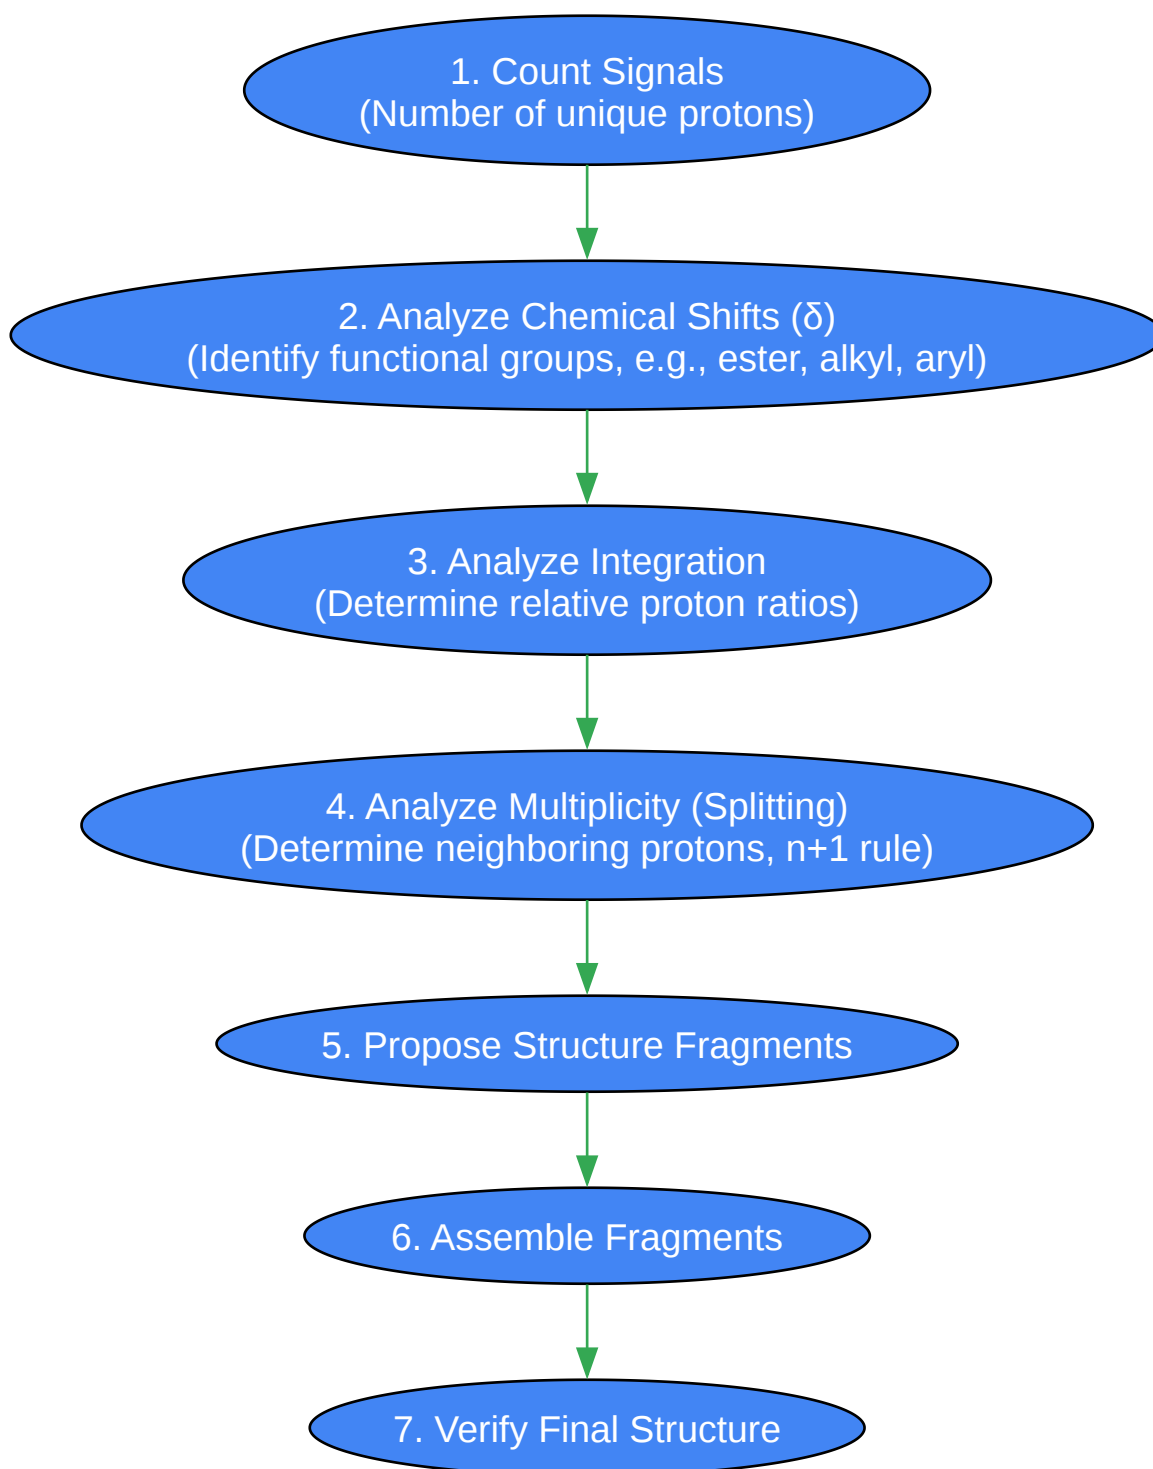 1. Count Signals
(Number of unique protons)
2. Analyze Chemical Shifts (δ)
(Identify functional groups, e.g., ester, alkyl, aryl)
3. Analyze Integration
(Determine relative proton ratios)
4. Analyze Multiplicity (Splitting)
(Determine neighboring protons, n+1 rule)
5. Propose Structure Fragments
6. Assemble Fragments
7. Verify Final Structure